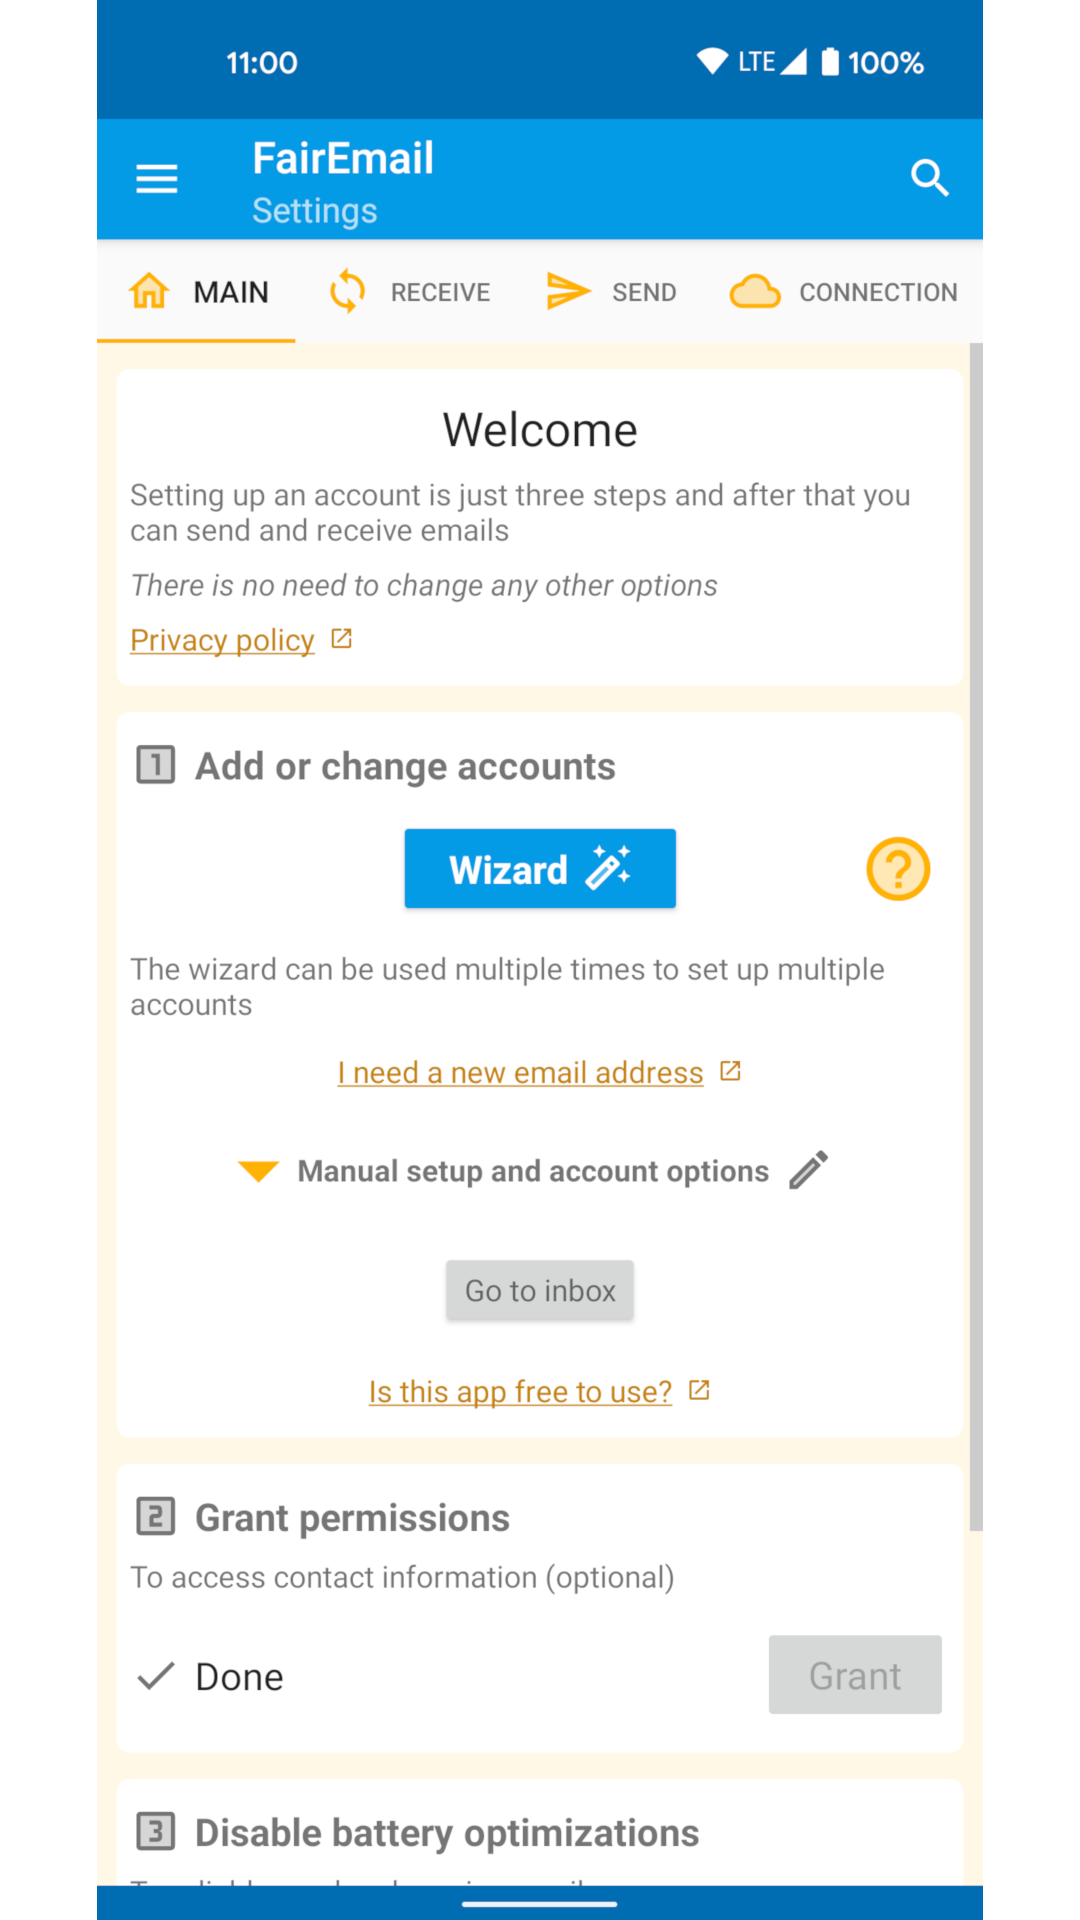 11:00 LTE 100%
FairEmail
Settings
MAIN RECEIVE SEND CONNECTION
Welcome
Setting up an account is just three steps and after that you
can send and receive emails
There is no need to change any other options
Privacy policy
1 Add or change accounts
Wizard ?
The wizard can be used multiple times to set up multiple
accounts
I need a new email address
Manual setup and account options
Go to inbox
Is this app free to use?
2 Grant permissions
To access contact information (optional)
Done Grant
3 Disable battery optimizations